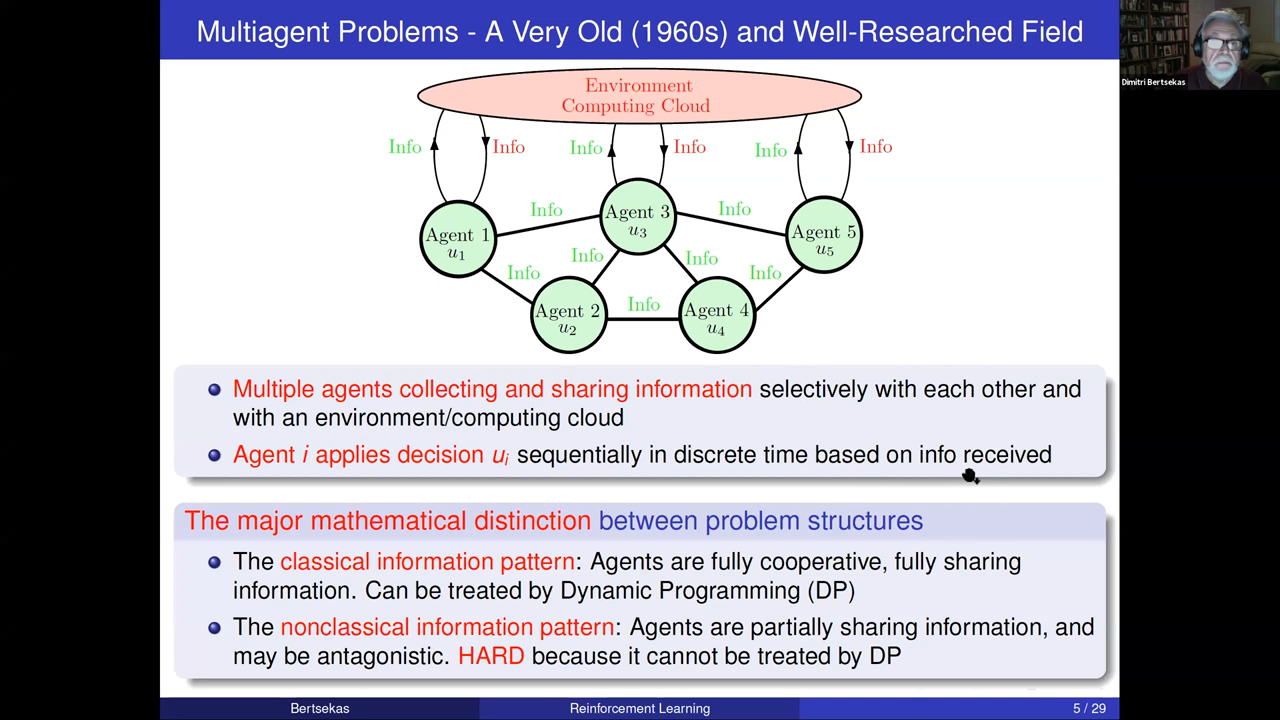 Multiagent Problems - A Very Old (1960s) and Well-Researched Field
Dimitri Bertsekas
Environment
Computing Cloud
Info
Info
Info
Info
Info
Info
Info
Info
Agent 1
u1
Agent 3
u3
Agent 5
u5
Info
Info
Info
Info
Info
Agent 2
u2
Agent 4
u4
Multiple agents collecting and sharing information selectively with each other and
with an environment/computing cloud
Agent i applies decision ui sequentially in discrete time based on info received
The major mathematical distinction between problem structures
The classical information pattern: Agents are fully cooperative, fully sharing
information. Can be treated by Dynamic Programming (DP)
The nonclassical information pattern: Agents are partially sharing information, and
may be antagonistic. HARD because it cannot be treated by DP
Bertsekas
Reinforcement Learning
5 / 29